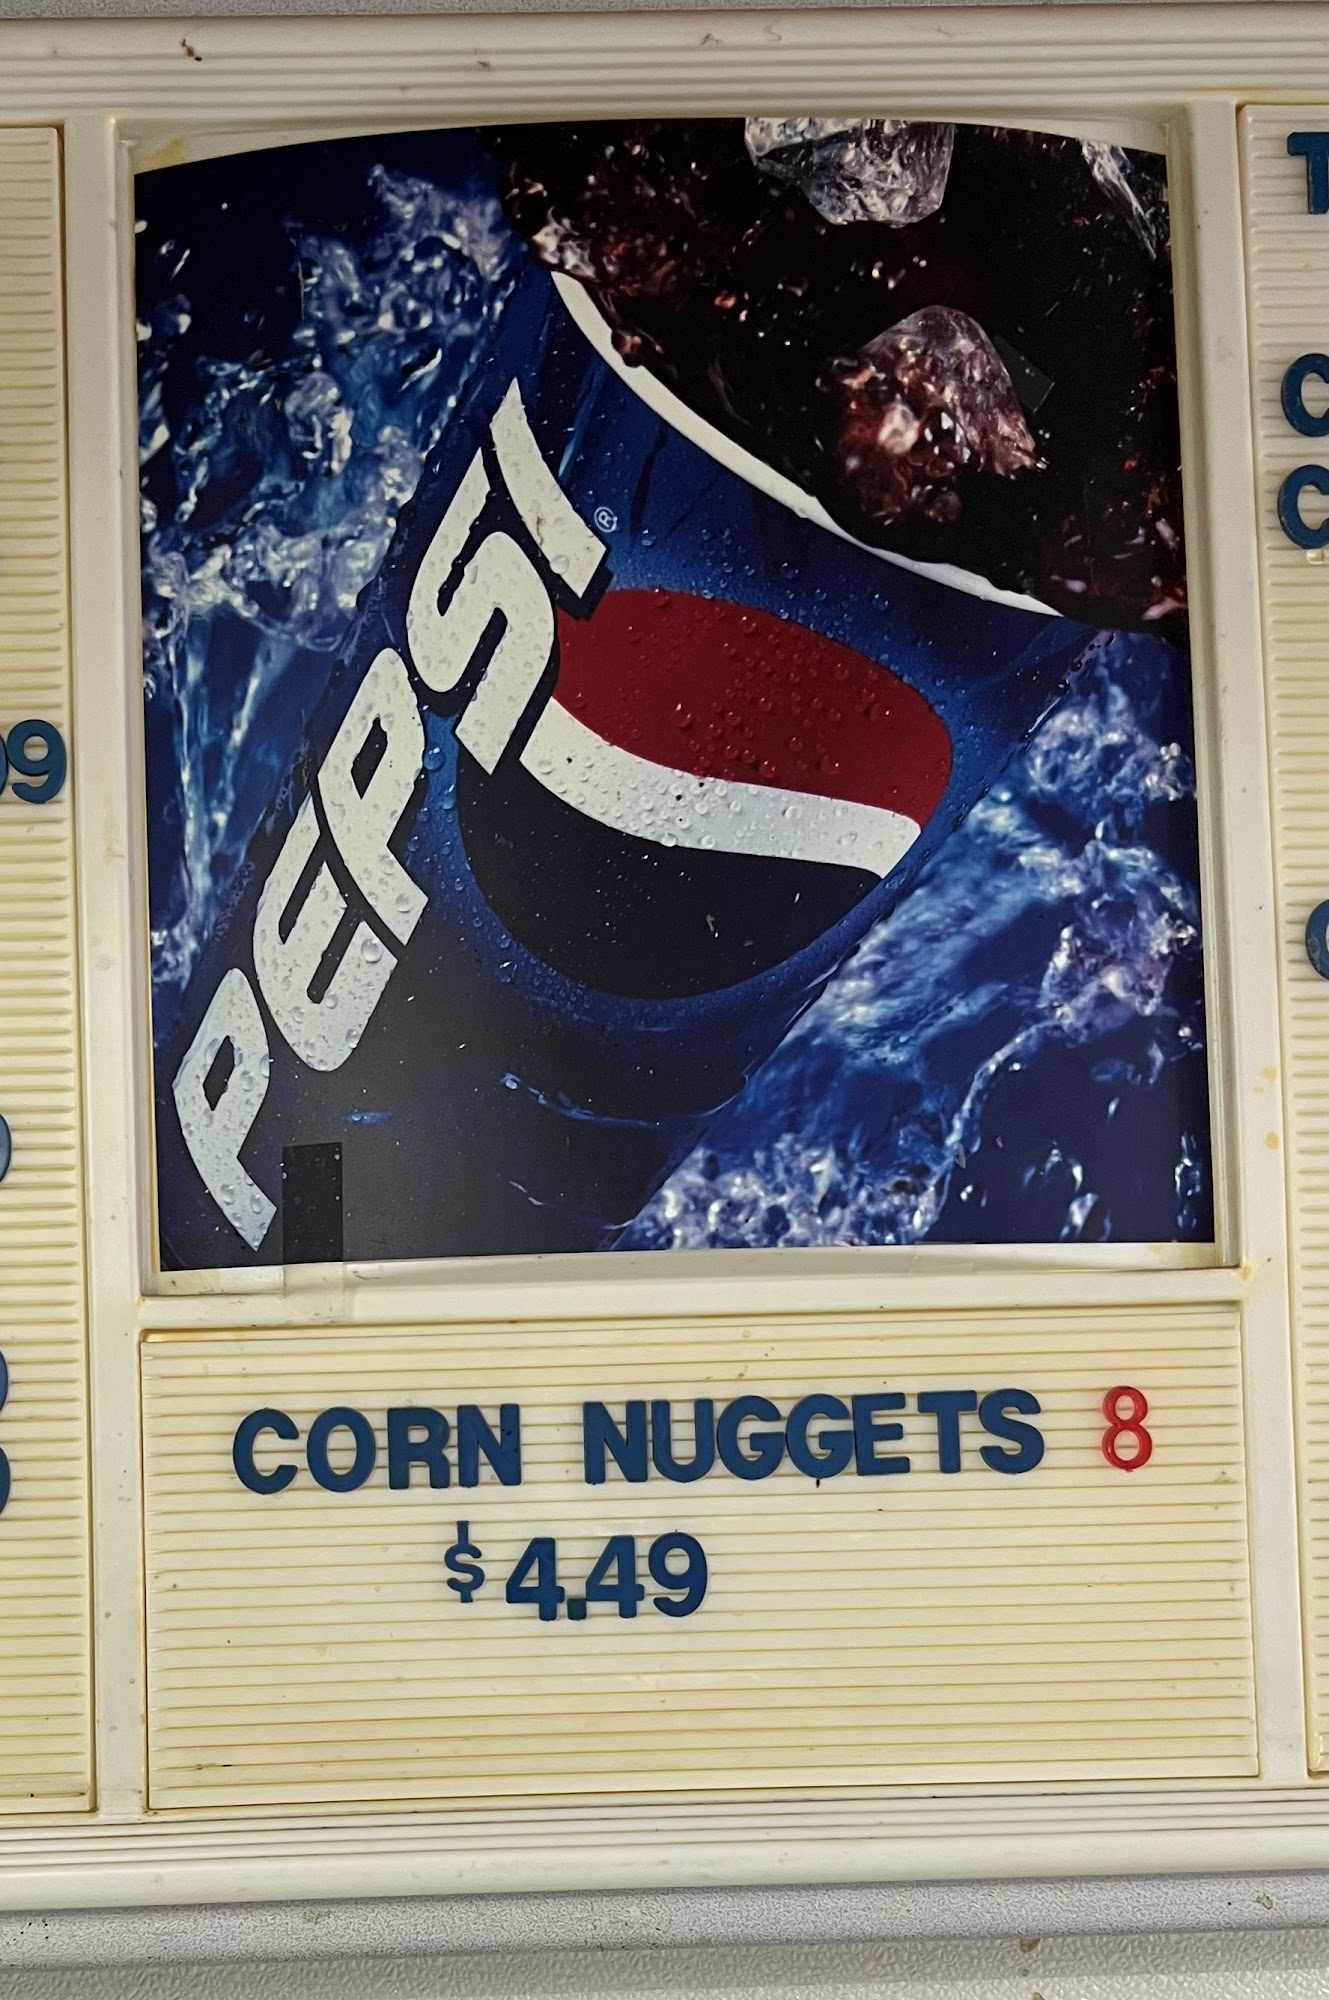 PEPSI®
CORN NUGGETS 8
$4.49